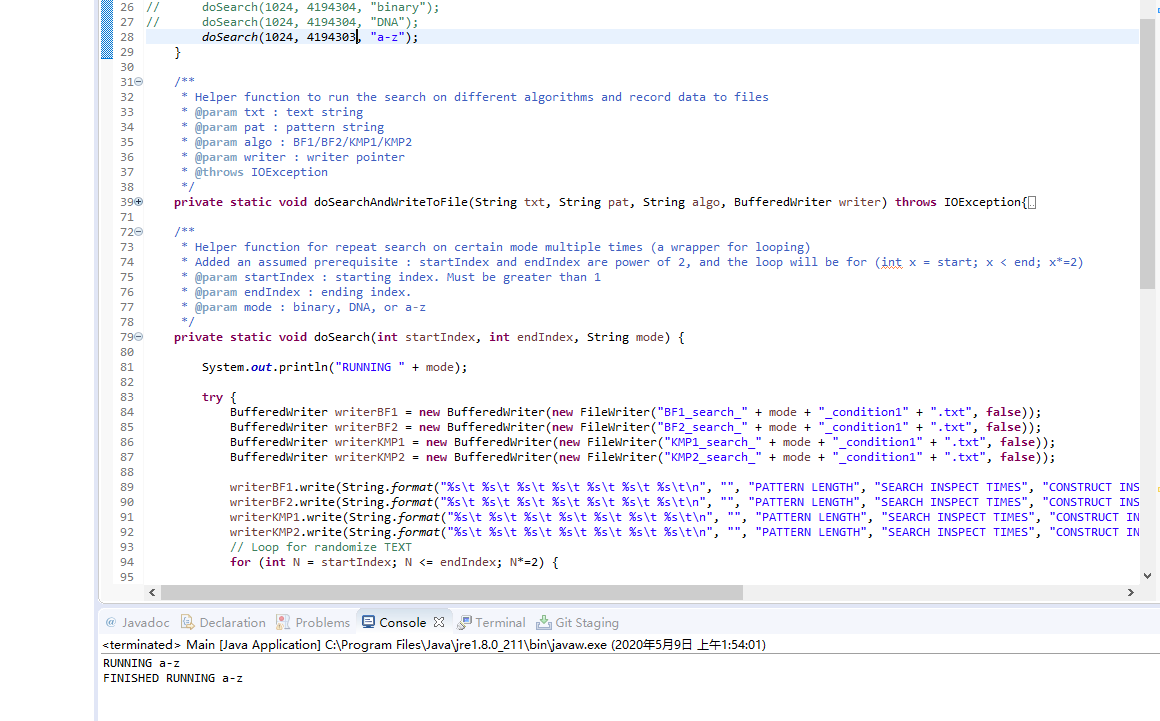 26 //      doSearch(1024, 4194304, "binary");
27 //      doSearch(1024, 4194304, "DNA");
28         doSearch(1024, 4194303, "a-z");
29     }
30
31     /**
32      * Helper function to run the search on different algorithms and record data to files
33      * @param txt : text string
34      * @param pat : pattern string
35      * @param algo : BF1/BF2/KMP1/KMP2
36      * @param writer : writer pointer
37      * @throws IOException
38      */
39     private static void doSearchAndWriteToFile(String txt, String pat, String algo, BufferedWriter writer) throws IOException{
71
72     /**
73      * Helper function for repeat search on certain mode multiple times (a wrapper for looping)
74      * Added an assumed prerequisite : startIndex and endIndex are power of 2, and the loop will be for (int x = start; x < end; x*=2)
75      * @param startIndex : starting index. Must be greater than 1
76      * @param endIndex : ending index.
77      * @param mode : binary, DNA, or a-z
78      */
79     private static void doSearch(int startIndex, int endIndex, String mode) {
80
81         System.out.println("RUNNING " + mode);
82
83         try {
84             BufferedWriter writerBF1 = new BufferedWriter(new FileWriter("BF1_search_" + mode + "_condition1" + ".txt", false));
85             BufferedWriter writerBF2 = new BufferedWriter(new FileWriter("BF2_search_" + mode + "_condition1" + ".txt", false));
86             BufferedWriter writerKMP1 = new BufferedWriter(new FileWriter("KMP1_search_" + mode + "_condition1" + ".txt", false));
87             BufferedWriter writerKMP2 = new BufferedWriter(new FileWriter("KMP2_search_" + mode + "_condition1" + ".txt", false));
88
89             writerBF1.write(String.format("%s\t %s\t %s\t %s\t %s\t %s\t %s\t\n", "", "PATTERN LENGTH", "SEARCH INSPECT TIMES", "CONSTRUCT INS
90             writerBF2.write(String.format("%s\t %s\t %s\t %s\t %s\t %s\t %s\t\n", "", "PATTERN LENGTH", "SEARCH INSPECT TIMES", "CONSTRUCT INS
91             writerKMP1.write(String.format("%s\t %s\t %s\t %s\t %s\t %s\t %s\t\n", "", "PATTERN LENGTH", "SEARCH INSPECT TIMES", "CONSTRUCT IN
92             writerKMP2.write(String.format("%s\t %s\t %s\t %s\t %s\t %s\t %s\t\n", "", "PATTERN LENGTH", "SEARCH INSPECT TIMES", "CONSTRUCT IN
93             // Loop for randomize TEXT
94             for (int N = startIndex; N <= endIndex; N*=2) {
95
@ Javadoc Declaration Problems Console Terminal Git Staging
<terminated> Main [Java Application] C:\Program Files\Java\jre1.8.0_211\bin\javaw.exe (2020年5月9日 上午1:54:01)
RUNNING a-z
FINISHED RUNNING a-z